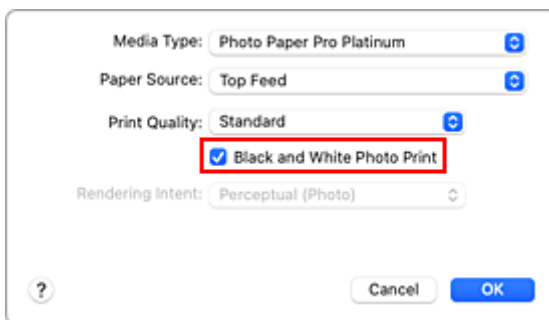 Media Type: Photo Paper Pro Platinum
Paper Source: Top Feed
Print Quality: Standard
Black and White Photo Print
Rendering Intent: Perceptual (Photo)
? Cancel OK